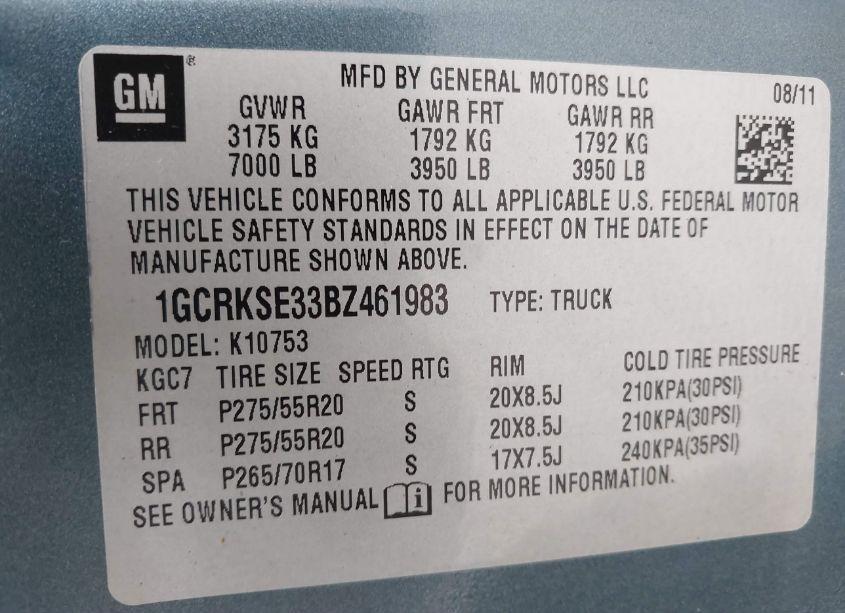 GM ®
MFD BY GENERAL MOTORS LLC 08/11
GVWR GAWR FRT GAWR RR
3175 KG 1792 KG 1792 KG
7000 LB 3950 LB 3950 LB
THIS VEHICLE CONFORMS TO ALL APPLICABLE U.S. FEDERAL MOTOR
VEHICLE SAFETY STANDARDS IN EFFECT ON THE DATE OF
MANUFACTURE SHOWN ABOVE.
1GCRKSE33BZ461983 TYPE: TRUCK
MODEL: K10753
KGC7 TIRE SIZE SPEED RTG RIM COLD TIRE PRESSURE
FRT P275/55R20 S 20X8.5J 210KPA(30PSI)
RR P275/55R20 S 20X8.5J 210KPA(30PSI)
SPA P265/70R17 S 17X7.5J 240KPA(35PSI)
SEE OWNER'S MANUAL i FOR MORE INFORMATION.